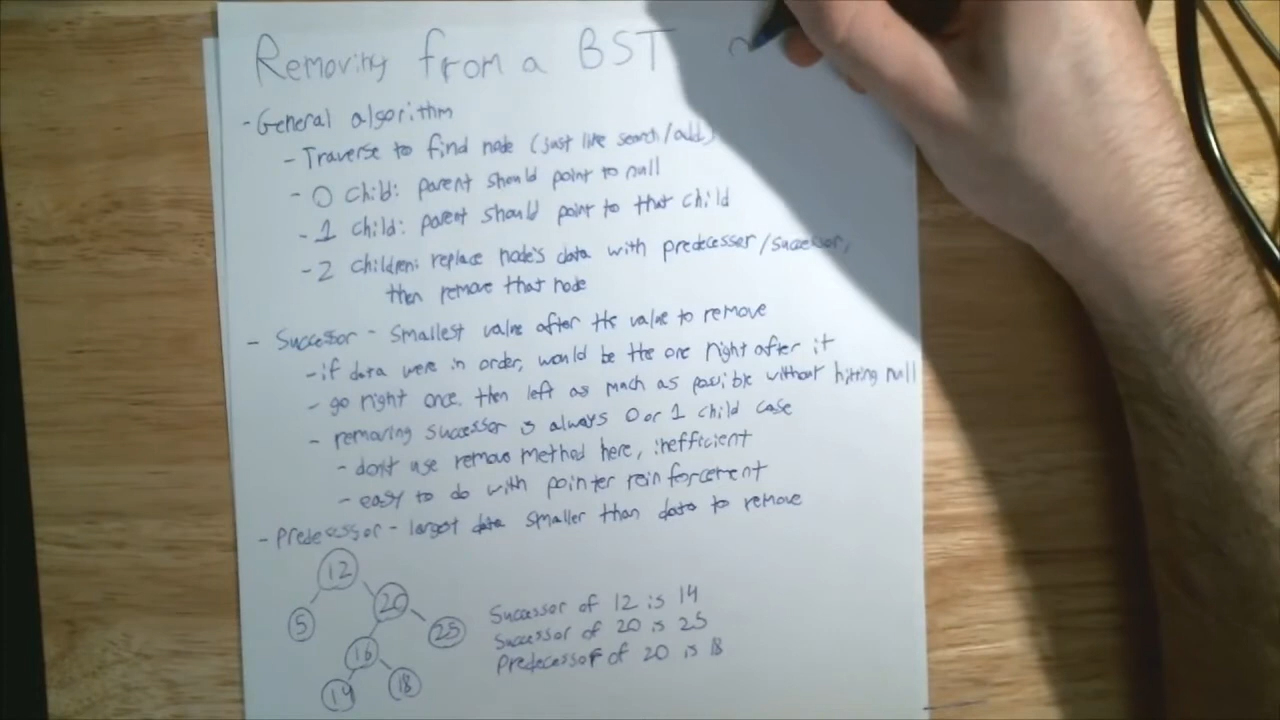 Removing from a BST
- General algorithm
- Traverse to find node (just like search/add)
- 0 child: parent should point to null
- 1 child: parent should point to that child
- 2 children: replace node's data with predecesser/successor,
then remove that node
- Successor - smallest value after the value to remove
- if data were in order, would be the one right after it
- go right once, then left as much as possible without hitting null
- removing successor is always 0 or 1 child case
- don't use remove method here, inefficient
- easy to do with pointer reinforcement
- Predecessor - largest data smaller than data to remove
12
5 20
25
16
14 18
Successor of 12 is 14
Successor of 20 is 25
Predecessor of 20 is 18